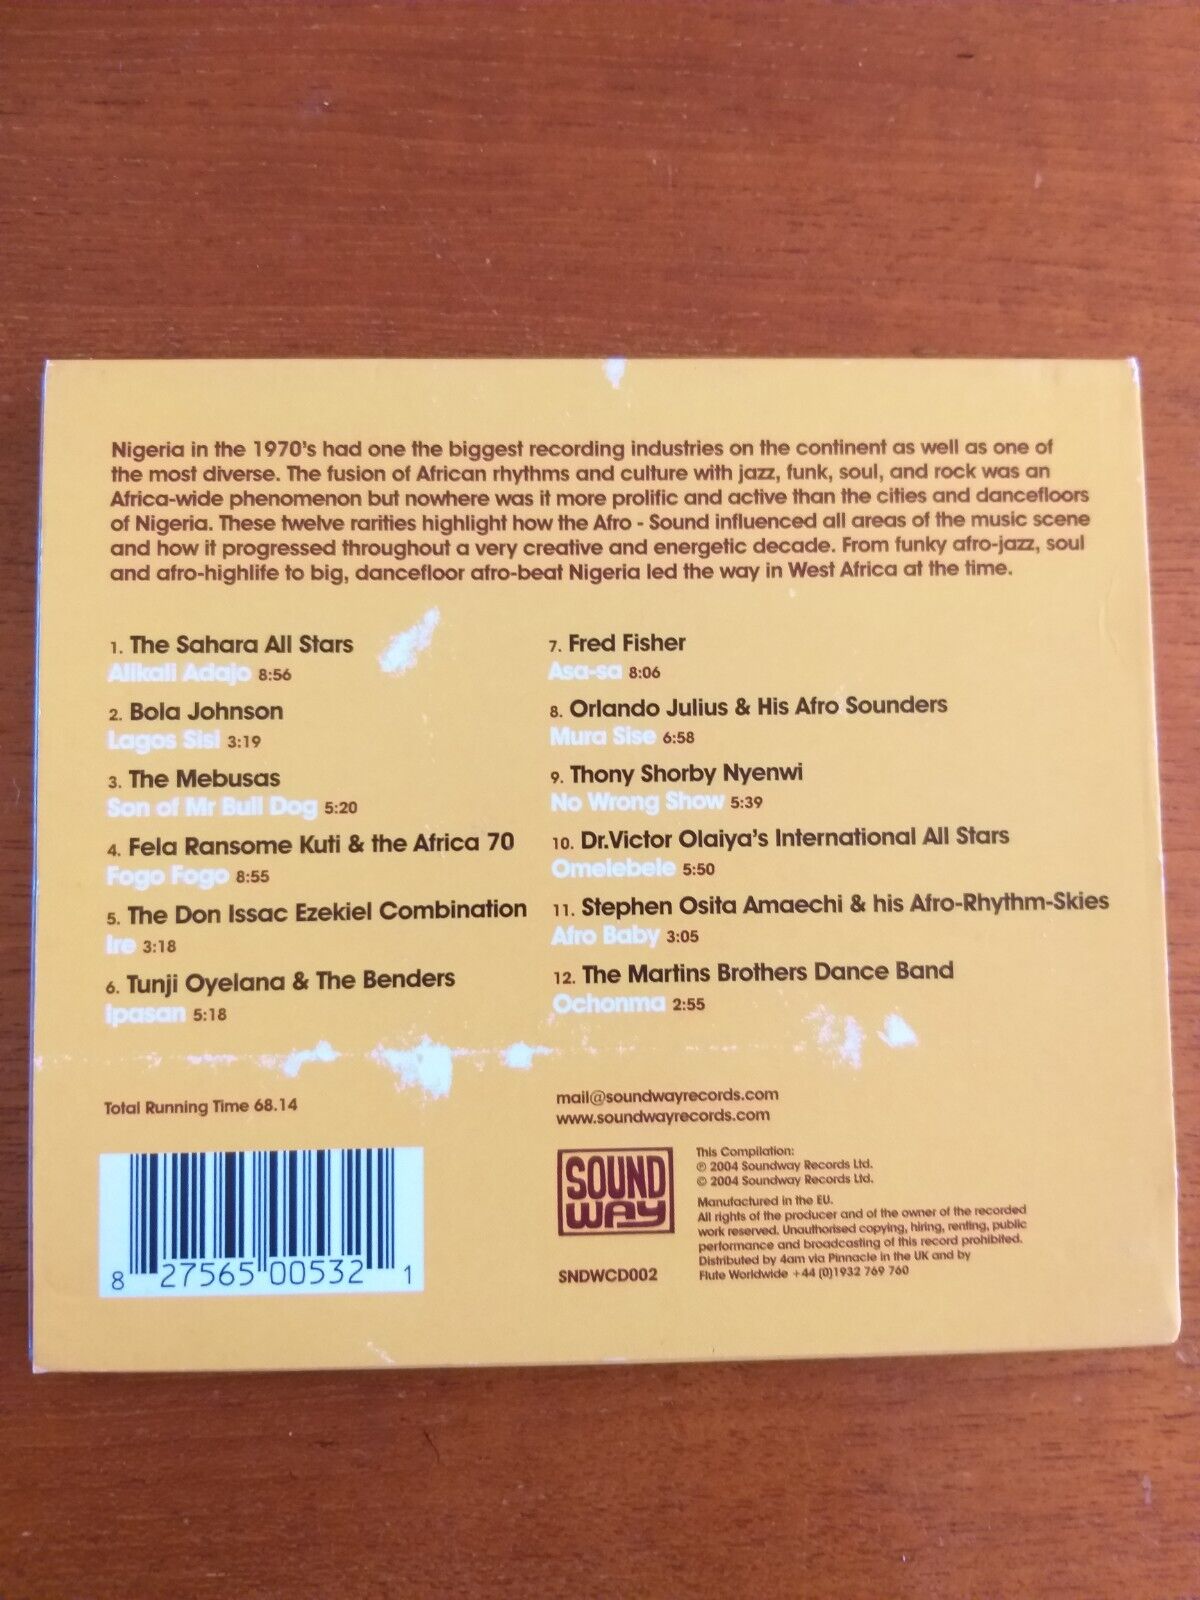 Nigeria in the 1970's had one the biggest recording industries on the continent as well as one of
the most diverse. The fusion of African rhythms and culture with jazz, funk, soul, and rock was an
Africa-wide phenomenon but nowhere was it more prolific and active than the cities and dancefloors
of Nigeria. These twelve rarities highlight how the Afro - Sound influenced all areas of the music scene
and how it progressed throughout a very creative and energetic decade. From funky afro-jazz, soul
and afro-highlife to big, dancefloor afro-beat Nigeria led the way in West Africa at the time.
1. The Sahara All Stars
Alikali Adajo 8:56
2. Bola Johnson
Lagos Sisi 3:19
3. The Mebusas
Son of Mr Bull Dog 5:20
4. Fela Ransome Kuti & the Africa 70
Fogo Fogo 8:55
5. The Don Issac Ezekiel Combination
Ire 3:18
6. Tunji Oyelana & The Benders
Ipasan 5:18
7. Fred Fisher
Asa-sa 8:06
8. Orlando Julius & His Afro Sounders
Mura Sise 6:58
9. Thony Shorby Nyenwi
No Wrong Show 5:39
10. Dr.Victor Olaiya's International All Stars
Omelebele 5:50
11. Stephen Osita Amaechi & his Afro-Rhythm-Skies
Afro Baby 3:05
12. The Martins Brothers Dance Band
Ochonma 2:55
Total Running Time 68.14
8 27565 00532 1
mail@soundwayrecords.com
www.soundwayrecords.com
SOUND
WAY
SNDWCD002
This Compilation:
℗ 2004 Soundway Records Ltd.
© 2004 Soundway Records Ltd.
Manufactured in the EU.
All rights of the producer and of the owner of the recorded
work reserved. Unauthorised copying, hiring, renting, public
performance and broadcasting of this record prohibited.
Distributed by 4am via Pinnacle in the UK and by
Flute Worldwide +44 (0)1932 769 760